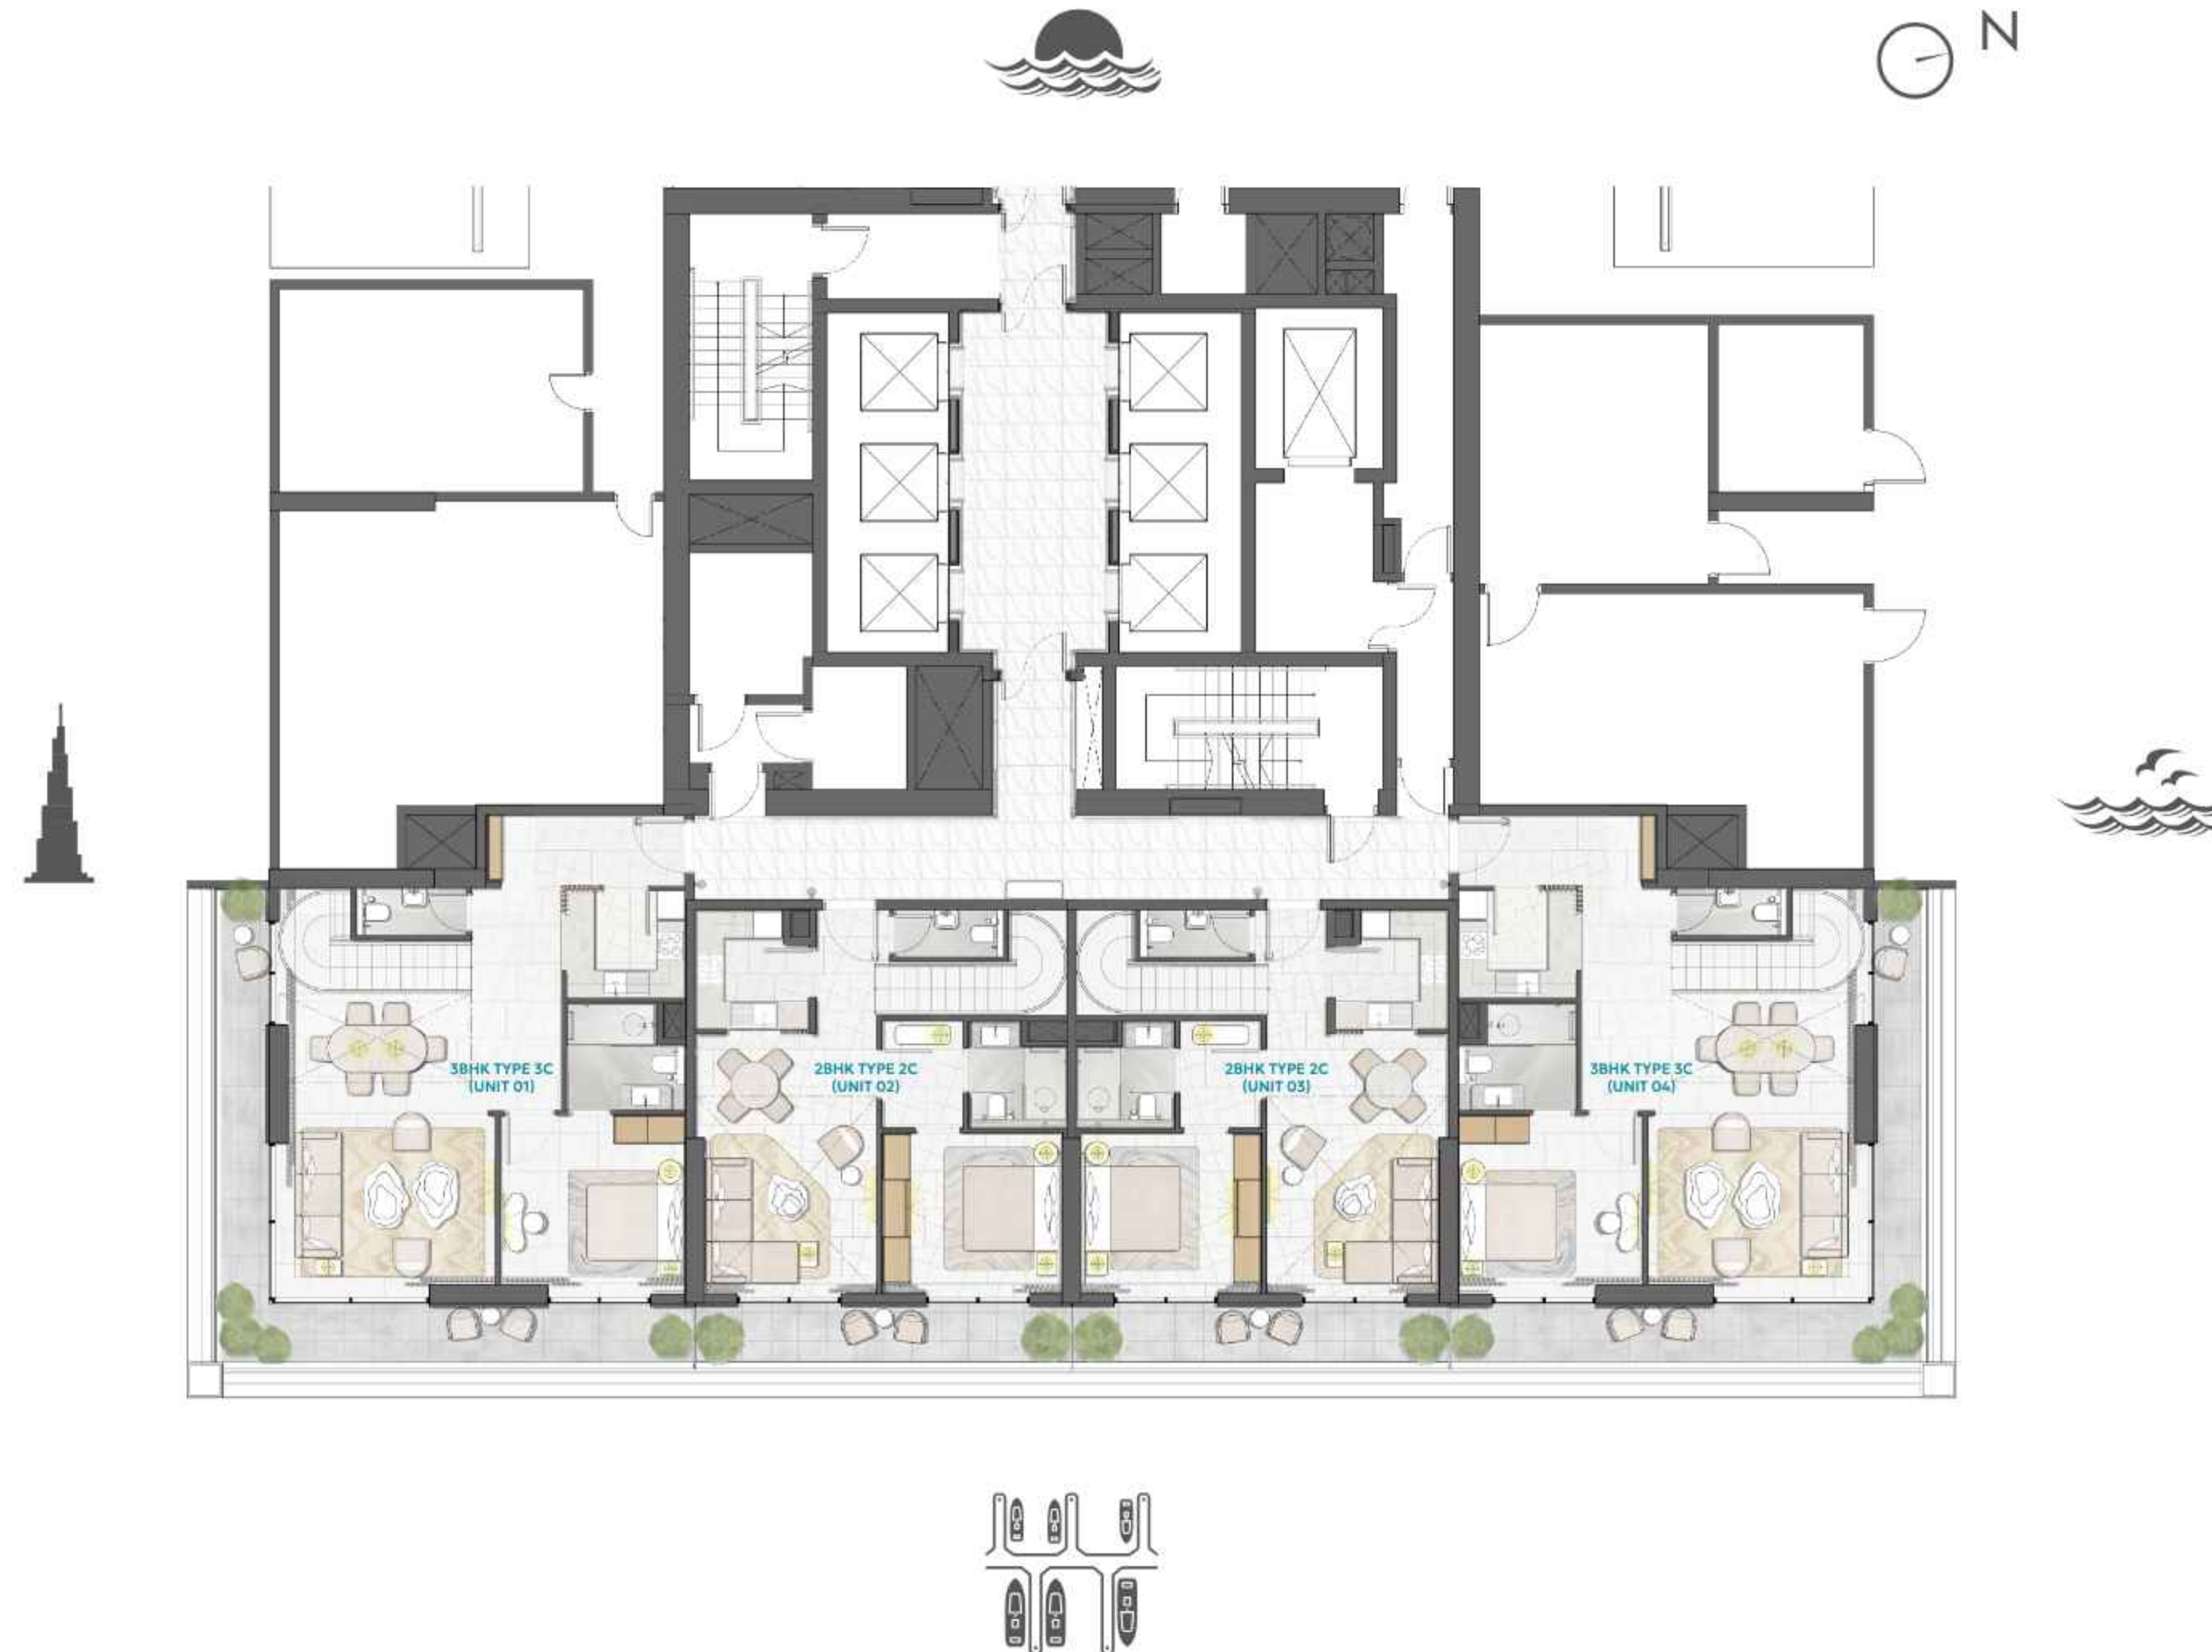 N
3BHK TYPE 3C
(UNIT 01)
2BHK TYPE 2C
(UNIT 02)
2BHK TYPE 2C
(UNIT 03)
3BHK TYPE 3C
(UNIT 04)